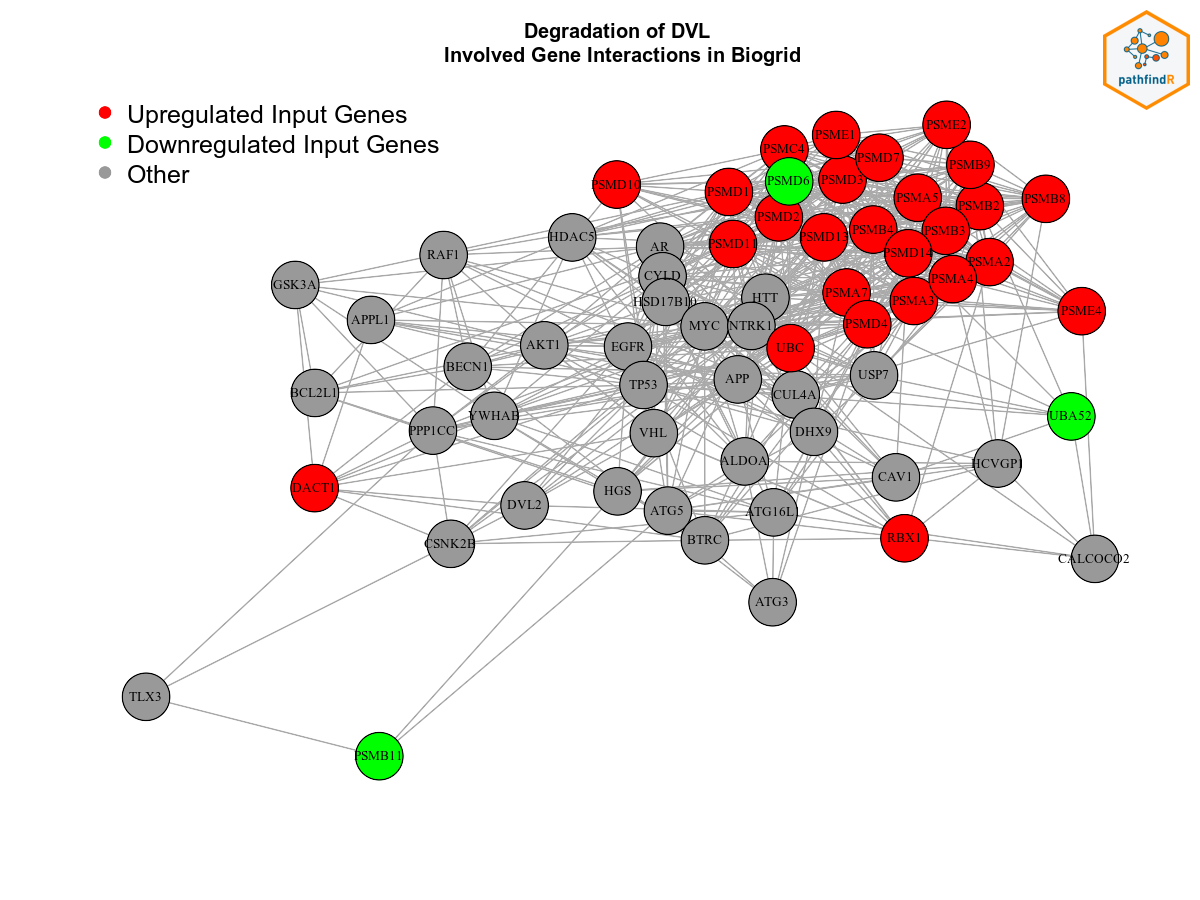 Degradation of DVL
Involved Gene Interactions in Biogrid
pathfindR
Upregulated Input Genes
Downregulated Input Genes
Other
PSME2
PSME1
PSMC4
PSMD7
PSMB9
PSMD6
PSMD3
PSMD10
PSMD1
PSMA5
PSMB8
PSMB2
PSMD2
PSMB4
PSMB3
HDAC5
PSMD13
PSMD11
AR
PSMD14
RAF1
PSMA2
CYLD
PSMA4
GSK3A
PSMA7
HTT
PSMA3
HSD17B10
PSME4
APPL1
PSMD4
MYC
NTRK1
AKT1
EGFR
UBC
BECN1
USP7
APP
TP53
BCL2L1
CUL4A
YWHAB
UBA52
PPP1CC
DHX9
VHL
ALDOA
HCVGP1
CAV1
DACT1
HGS
DVL2
ATG5
ATG16L1
RBX1
BTRC
CSNK2B
CALCOCO2
ATG3
TLX3
PSMB11